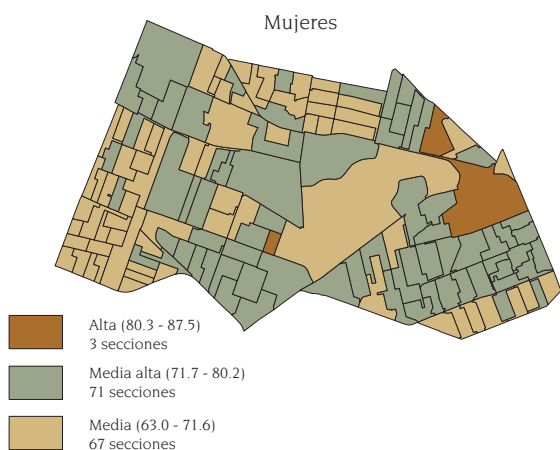 Mujeres
Alta (80.3 - 87.5)
3 secciones
Media alta (71.7 - 80.2)
71 secciones
Media (63.0 - 71.6)
67 secciones